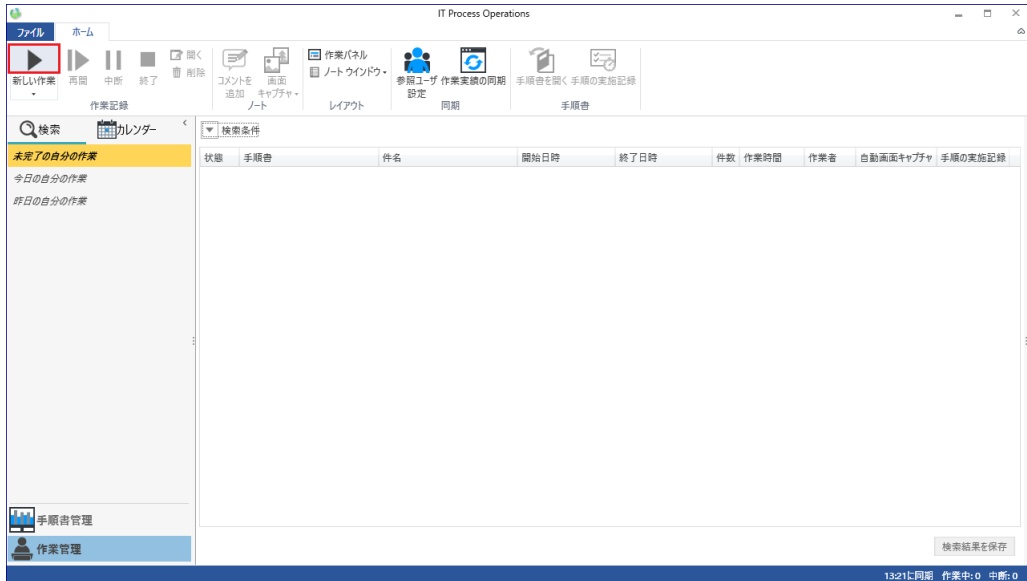 IT Process Operations
ファイル ホーム
新しい作業 再開 中断 終了 開く 削除
作業記録
コメントを追加 画面キャプチャ
ノート
作業パネル
ノートウィンドウ
レイアウト
参照ユーザ設定 作業実績の同期
同期
手順書を開く 手順の実施記録
手順書
検索 カレンダー
未完了の自分の作業
今日の自分の作業
昨日の自分の作業
検索条件
状態 手順書 件名 開始日時 終了日時 件数 作業時間 作業者 自動画面キャプチャ 手順の実施記録
手順書管理
作業管理
検索結果を保存
13:21に同期 作業中: 0 中断: 0